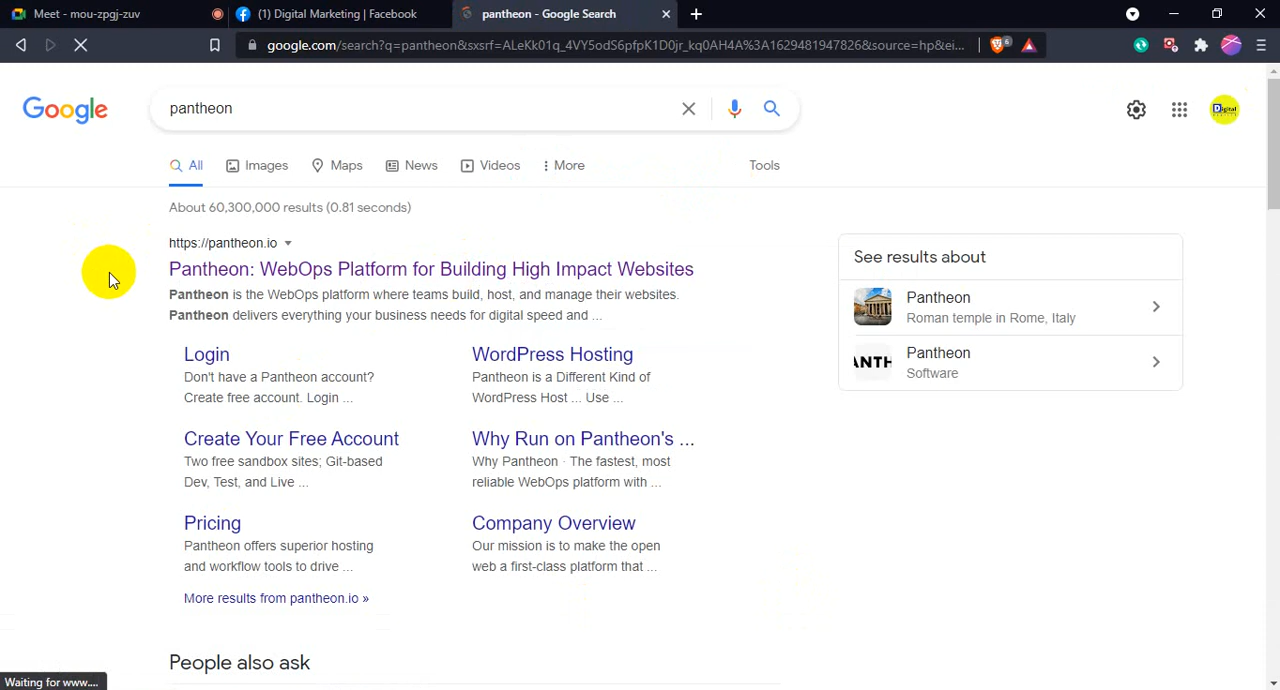 Meet - mou-zpgj-zuv
(1) Digital Marketing | Facebook
pantheon - Google Search
google.com/search?q=pantheon&sxsrf=ALeKk01q_4VY5odS6pfpK1D0jr_kq0AH4A%3A1629481947826&source=hp&ei...
6
Google
pantheon
Digital
All
Images
Maps
News
Videos
More
Tools
About 60,300,000 results (0.81 seconds)
https://pantheon.io
Pantheon: WebOps Platform for Building High Impact Websites
Pantheon is the WebOps platform where teams build, host, and manage their websites.
Pantheon delivers everything your business needs for digital speed and ...
Login
Don't have a Pantheon account?
Create free account. Login ...
WordPress Hosting
Pantheon is a Different Kind of
WordPress Host ... Use ...
Create Your Free Account
Two free sandbox sites; Git-based
Dev, Test, and Live ...
Why Run on Pantheon's ...
Why Pantheon · The fastest, most
reliable WebOps platform with ...
Pricing
Pantheon offers superior hosting
and workflow tools to drive ...
Company Overview
Our mission is to make the open
web a first-class platform that ...
More results from pantheon.io »
People also ask
See results about
Pantheon
Roman temple in Rome, Italy
ANTH
Pantheon
Software
Waiting for www....